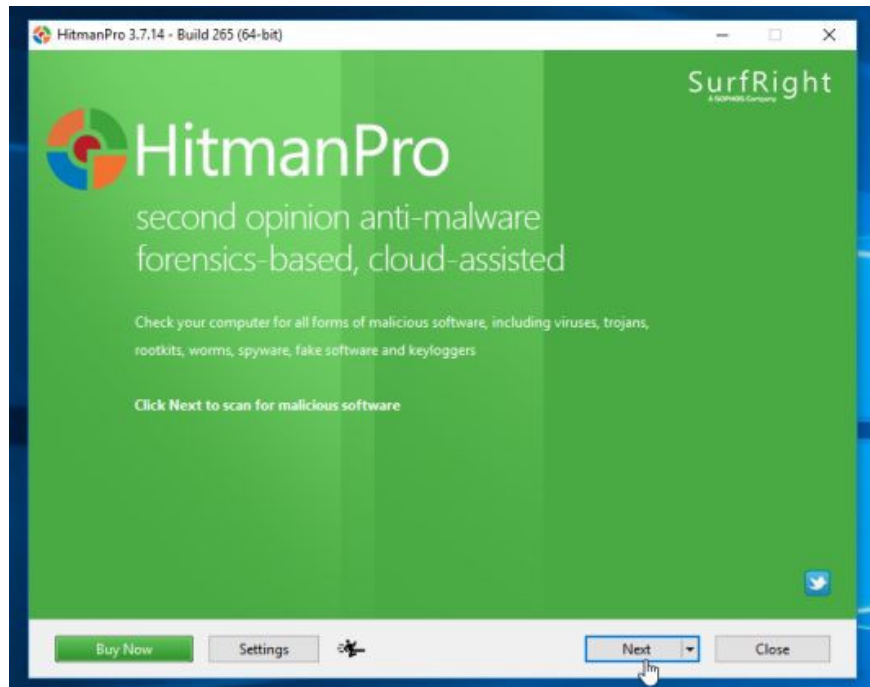 HitmanPro 3.7.14 - Build 265 (64-bit)
SurfRight
A SOPHOS Company
HitmanPro
second opinion anti-malware
forensics-based, cloud-assisted
Check your computer for all forms of malicious software, including viruses, trojans,
rootkits, worms, spyware, fake software and keyloggers
Click Next to scan for malicious software
Buy Now
Settings
Next
Close